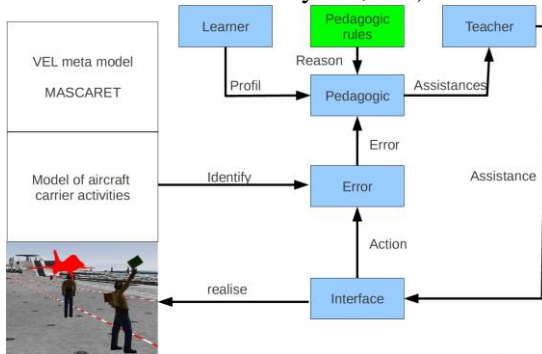 Learner
Pedagogic
rules
Teacher
VEL meta model
MASCARET
Reason
Profil
Assistances
Pedagogic
Error
Model of aircraft
carrier activities
Identify
Error
Assistance
Action
realise
Interface